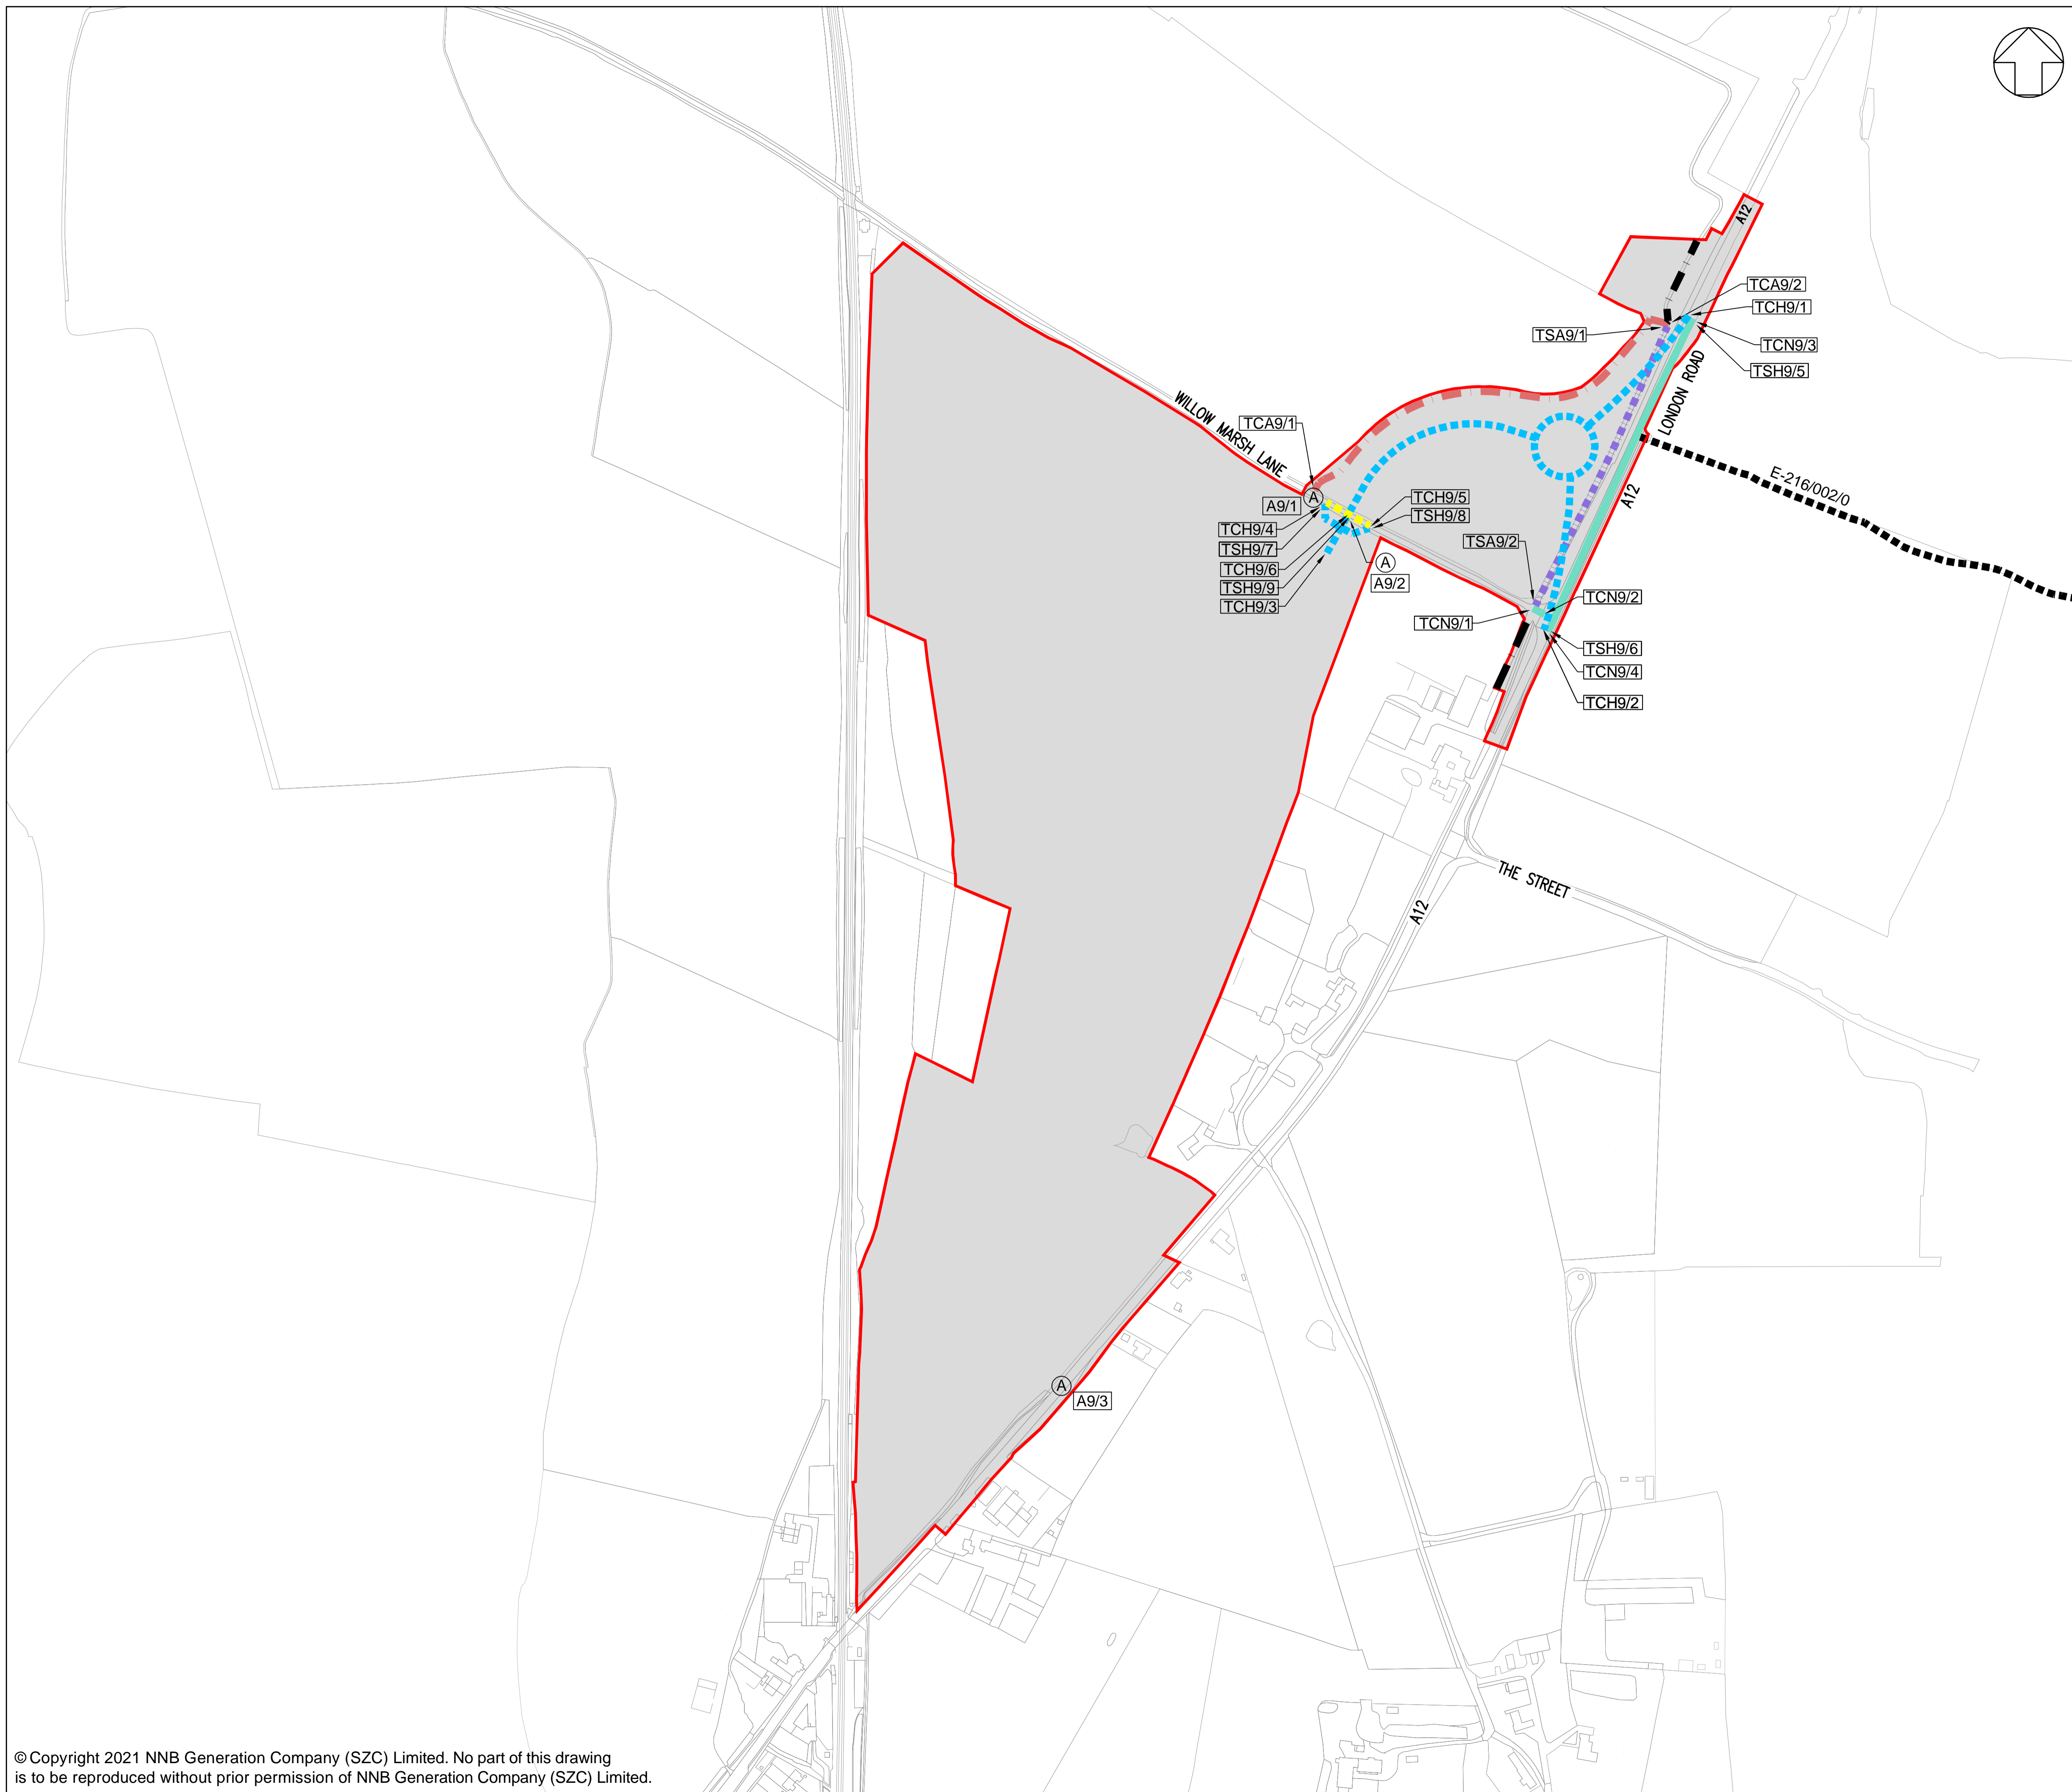 A12
TCA9/2
TCH9/1
TSA9/1
TCN9/3
TSH9/5
LONDON ROAD
WILLOW MARSH LANE
TCA9/1
A
A9/1
TCH9/5
TSH9/8
E-216/002/0
A12
TCH9/4
TSH9/7
TSA9/2
TCH9/6
A
TSH9/9
A9/2
TCH9/3
TCN9/2
TCN9/1
TSH9/6
TCN9/4
TCH9/2
THE STREET
A12
A
A9/3
© Copyright 2021 NNB Generation Company (SZC) Limited. No part of this drawing
is to be reproduced without prior permission of NNB Generation Company (SZC) Limited.